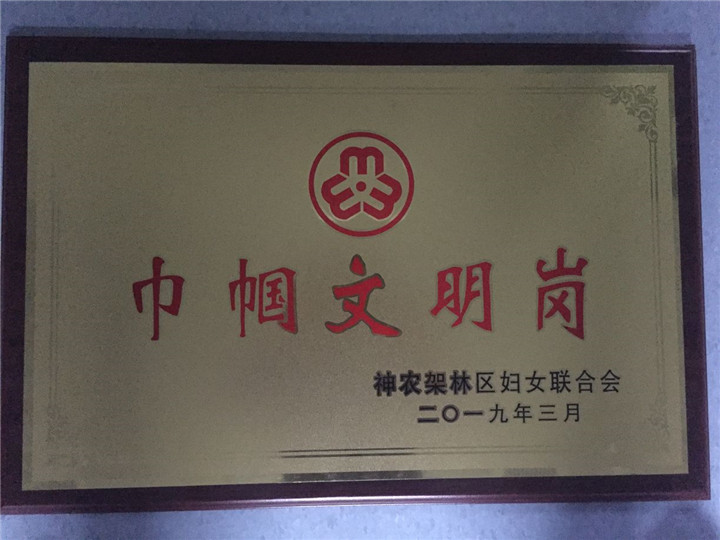 巾帼文明岗
神农架林区妇女联合会
二〇一九年三月